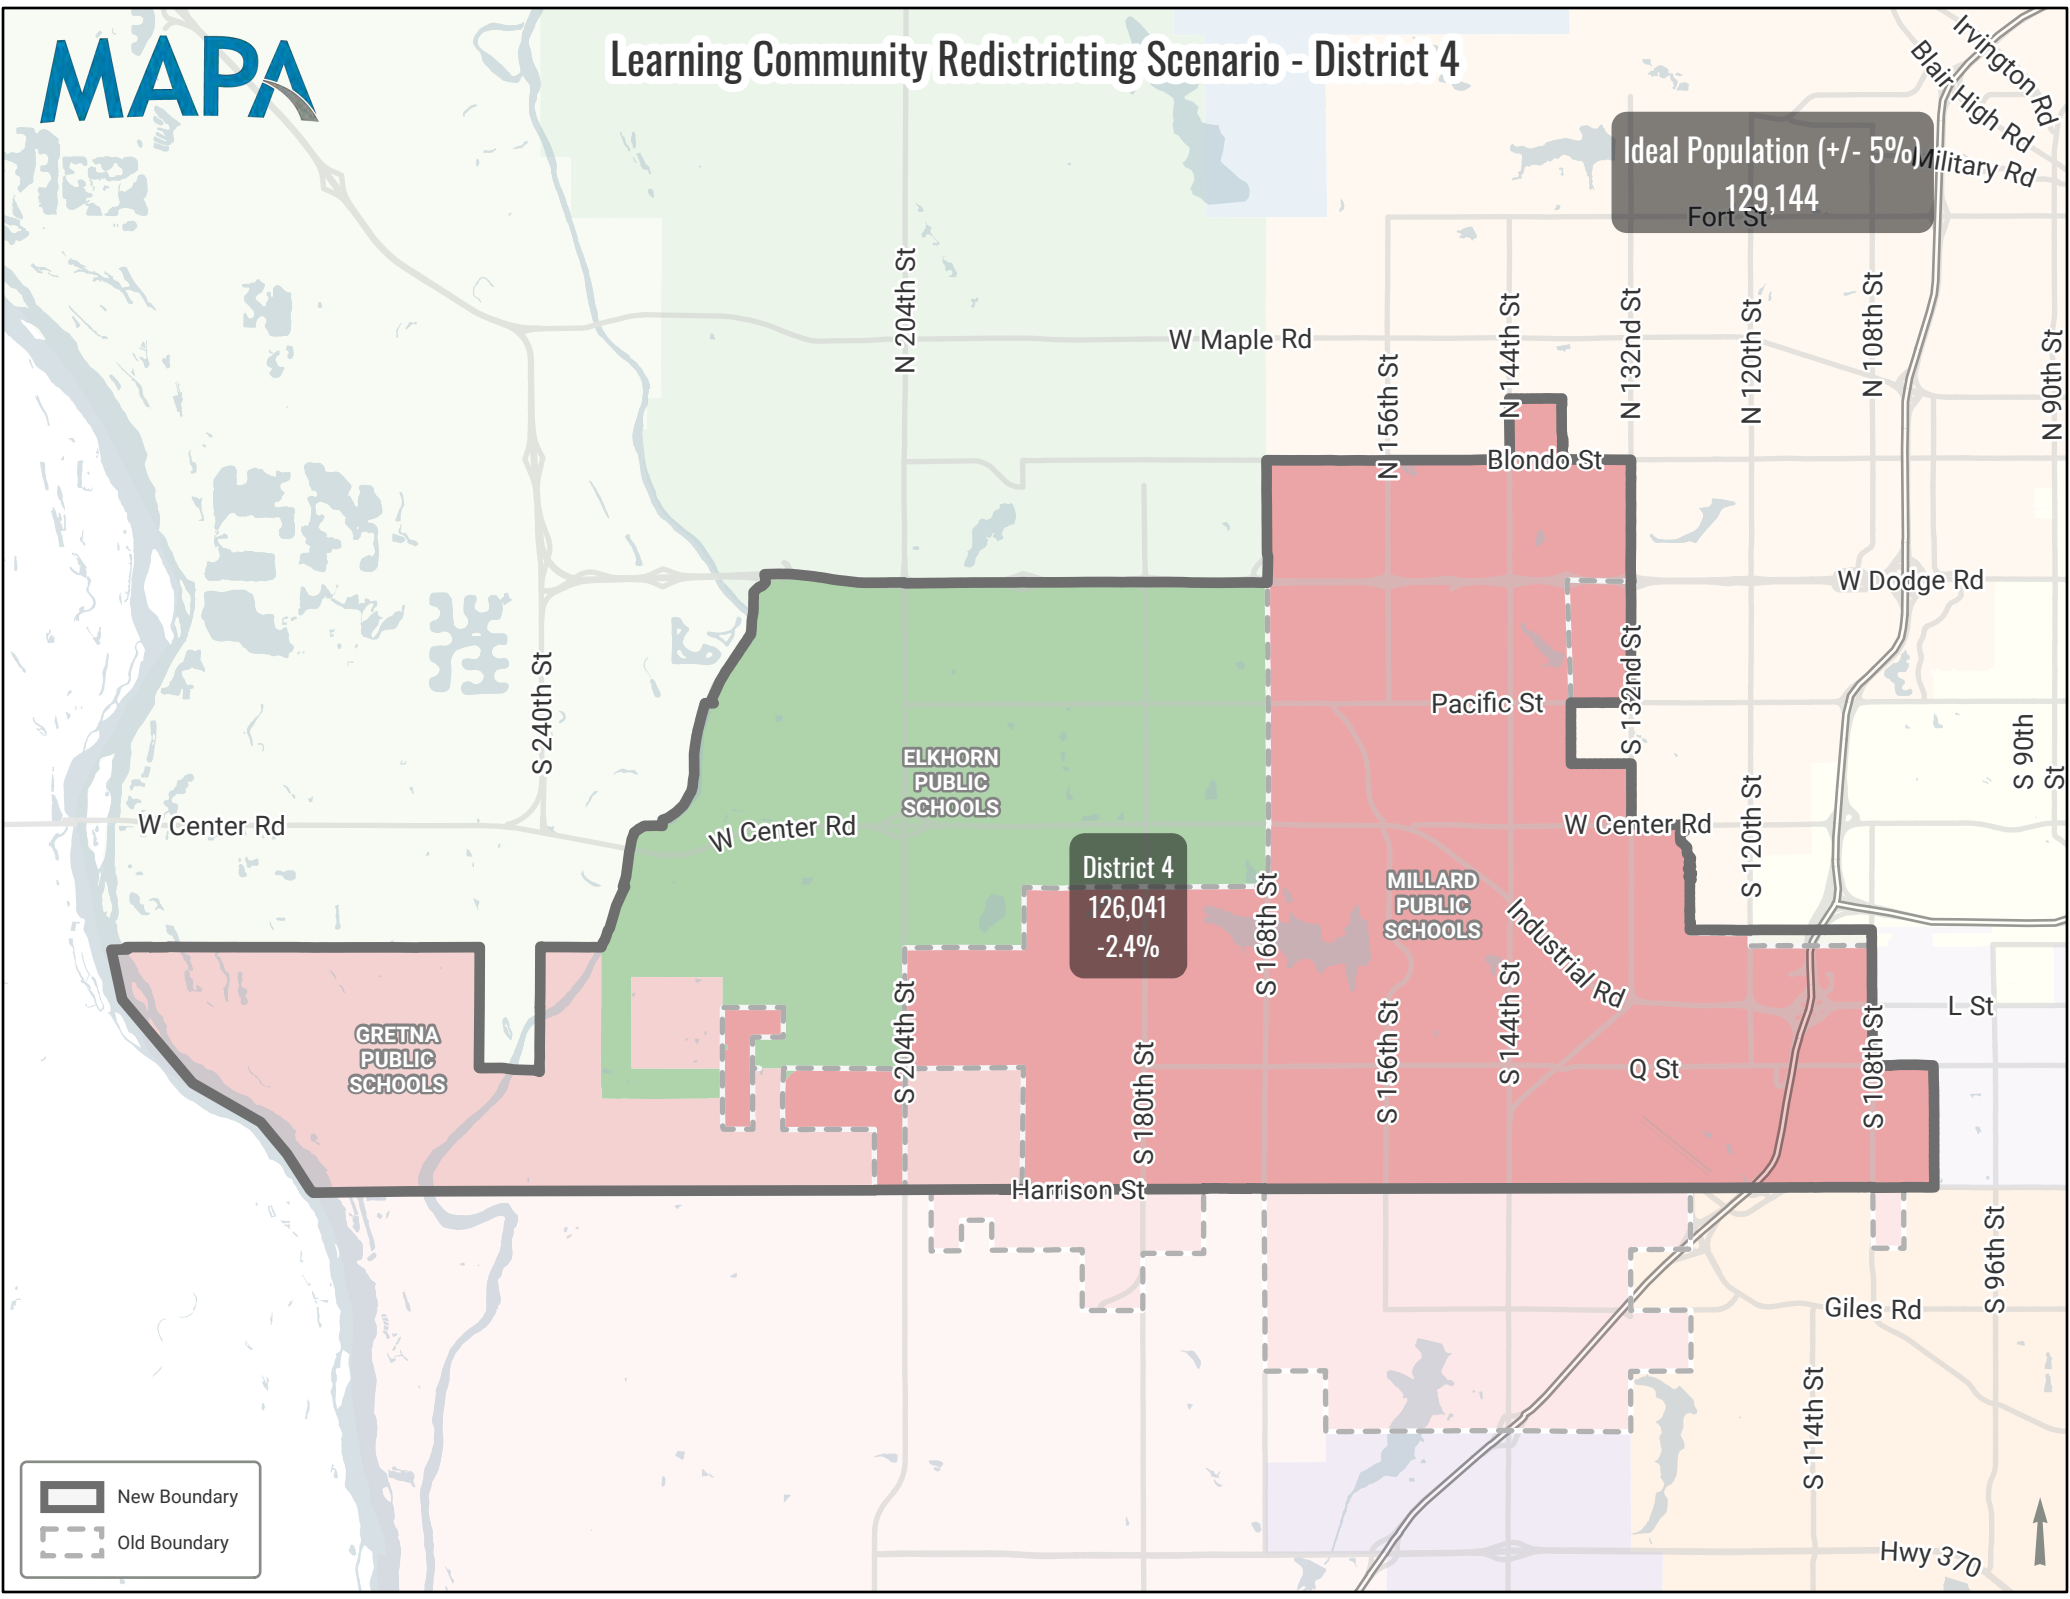 MAPA
Learning Community Redistricting Scenario - District 4
Irvington Rd
Blair High Rd
Military Rd
Ideal Population (+/- 5%)
129,144
Fort St
N 204th St
W Maple Rd
N 156th St
N 144th St
N 132nd St
N 120th St
N 108th St
N 90th St
Blondo St
W Dodge Rd
S 240th St
Pacific St
S 132nd St
S 90th
St
ELKHORN
PUBLIC
SCHOOLS
W Center Rd
W Center Rd
W Center Rd
S 120th St
District 4
126,041
-2.4%
S 168th St
MILLARD
PUBLIC
SCHOOLS
Industrial Rd
GRETNA
PUBLIC
SCHOOLS
S 204th St
S 180th St
S 156th St
S 144th St
L St
Q St
S 108th St
Harrison St
S 96th St
Giles Rd
S 114th St
New Boundary
Old Boundary
Hwy 370